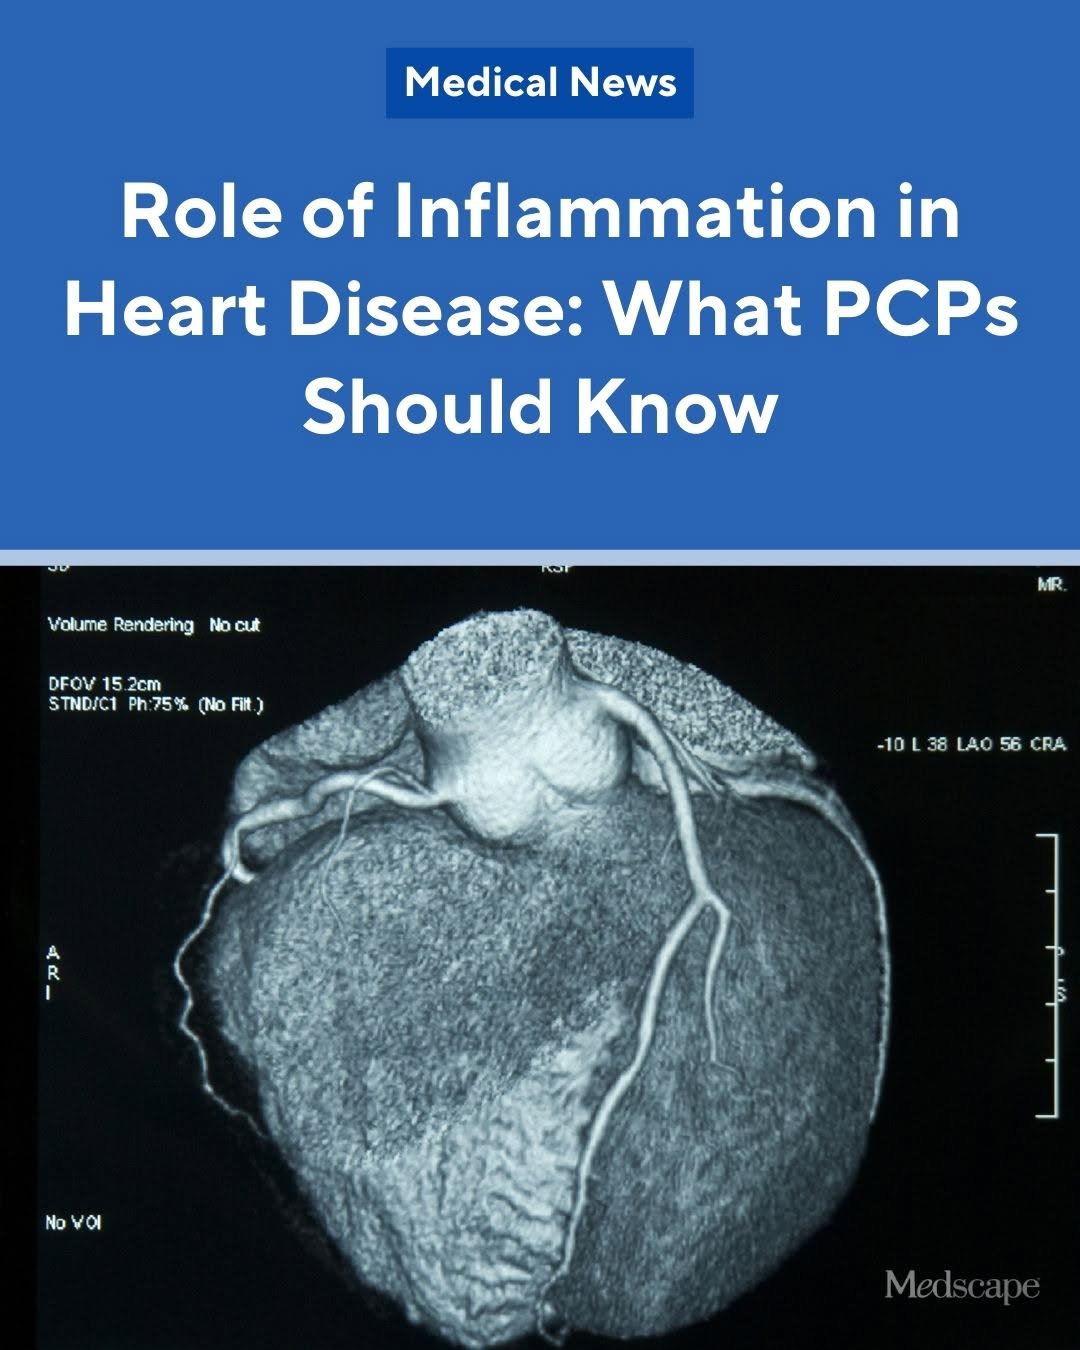 Medical News
Role of Inflammation in
Heart Disease: What PCPs
Should Know
MR.
Volume Rendering No cut
DFOV 15.2cm
STND/C1 Ph:75% (No Filt.)
-10 L 38 LAO 56 CRA
A
R
I
No VOI
Medscape